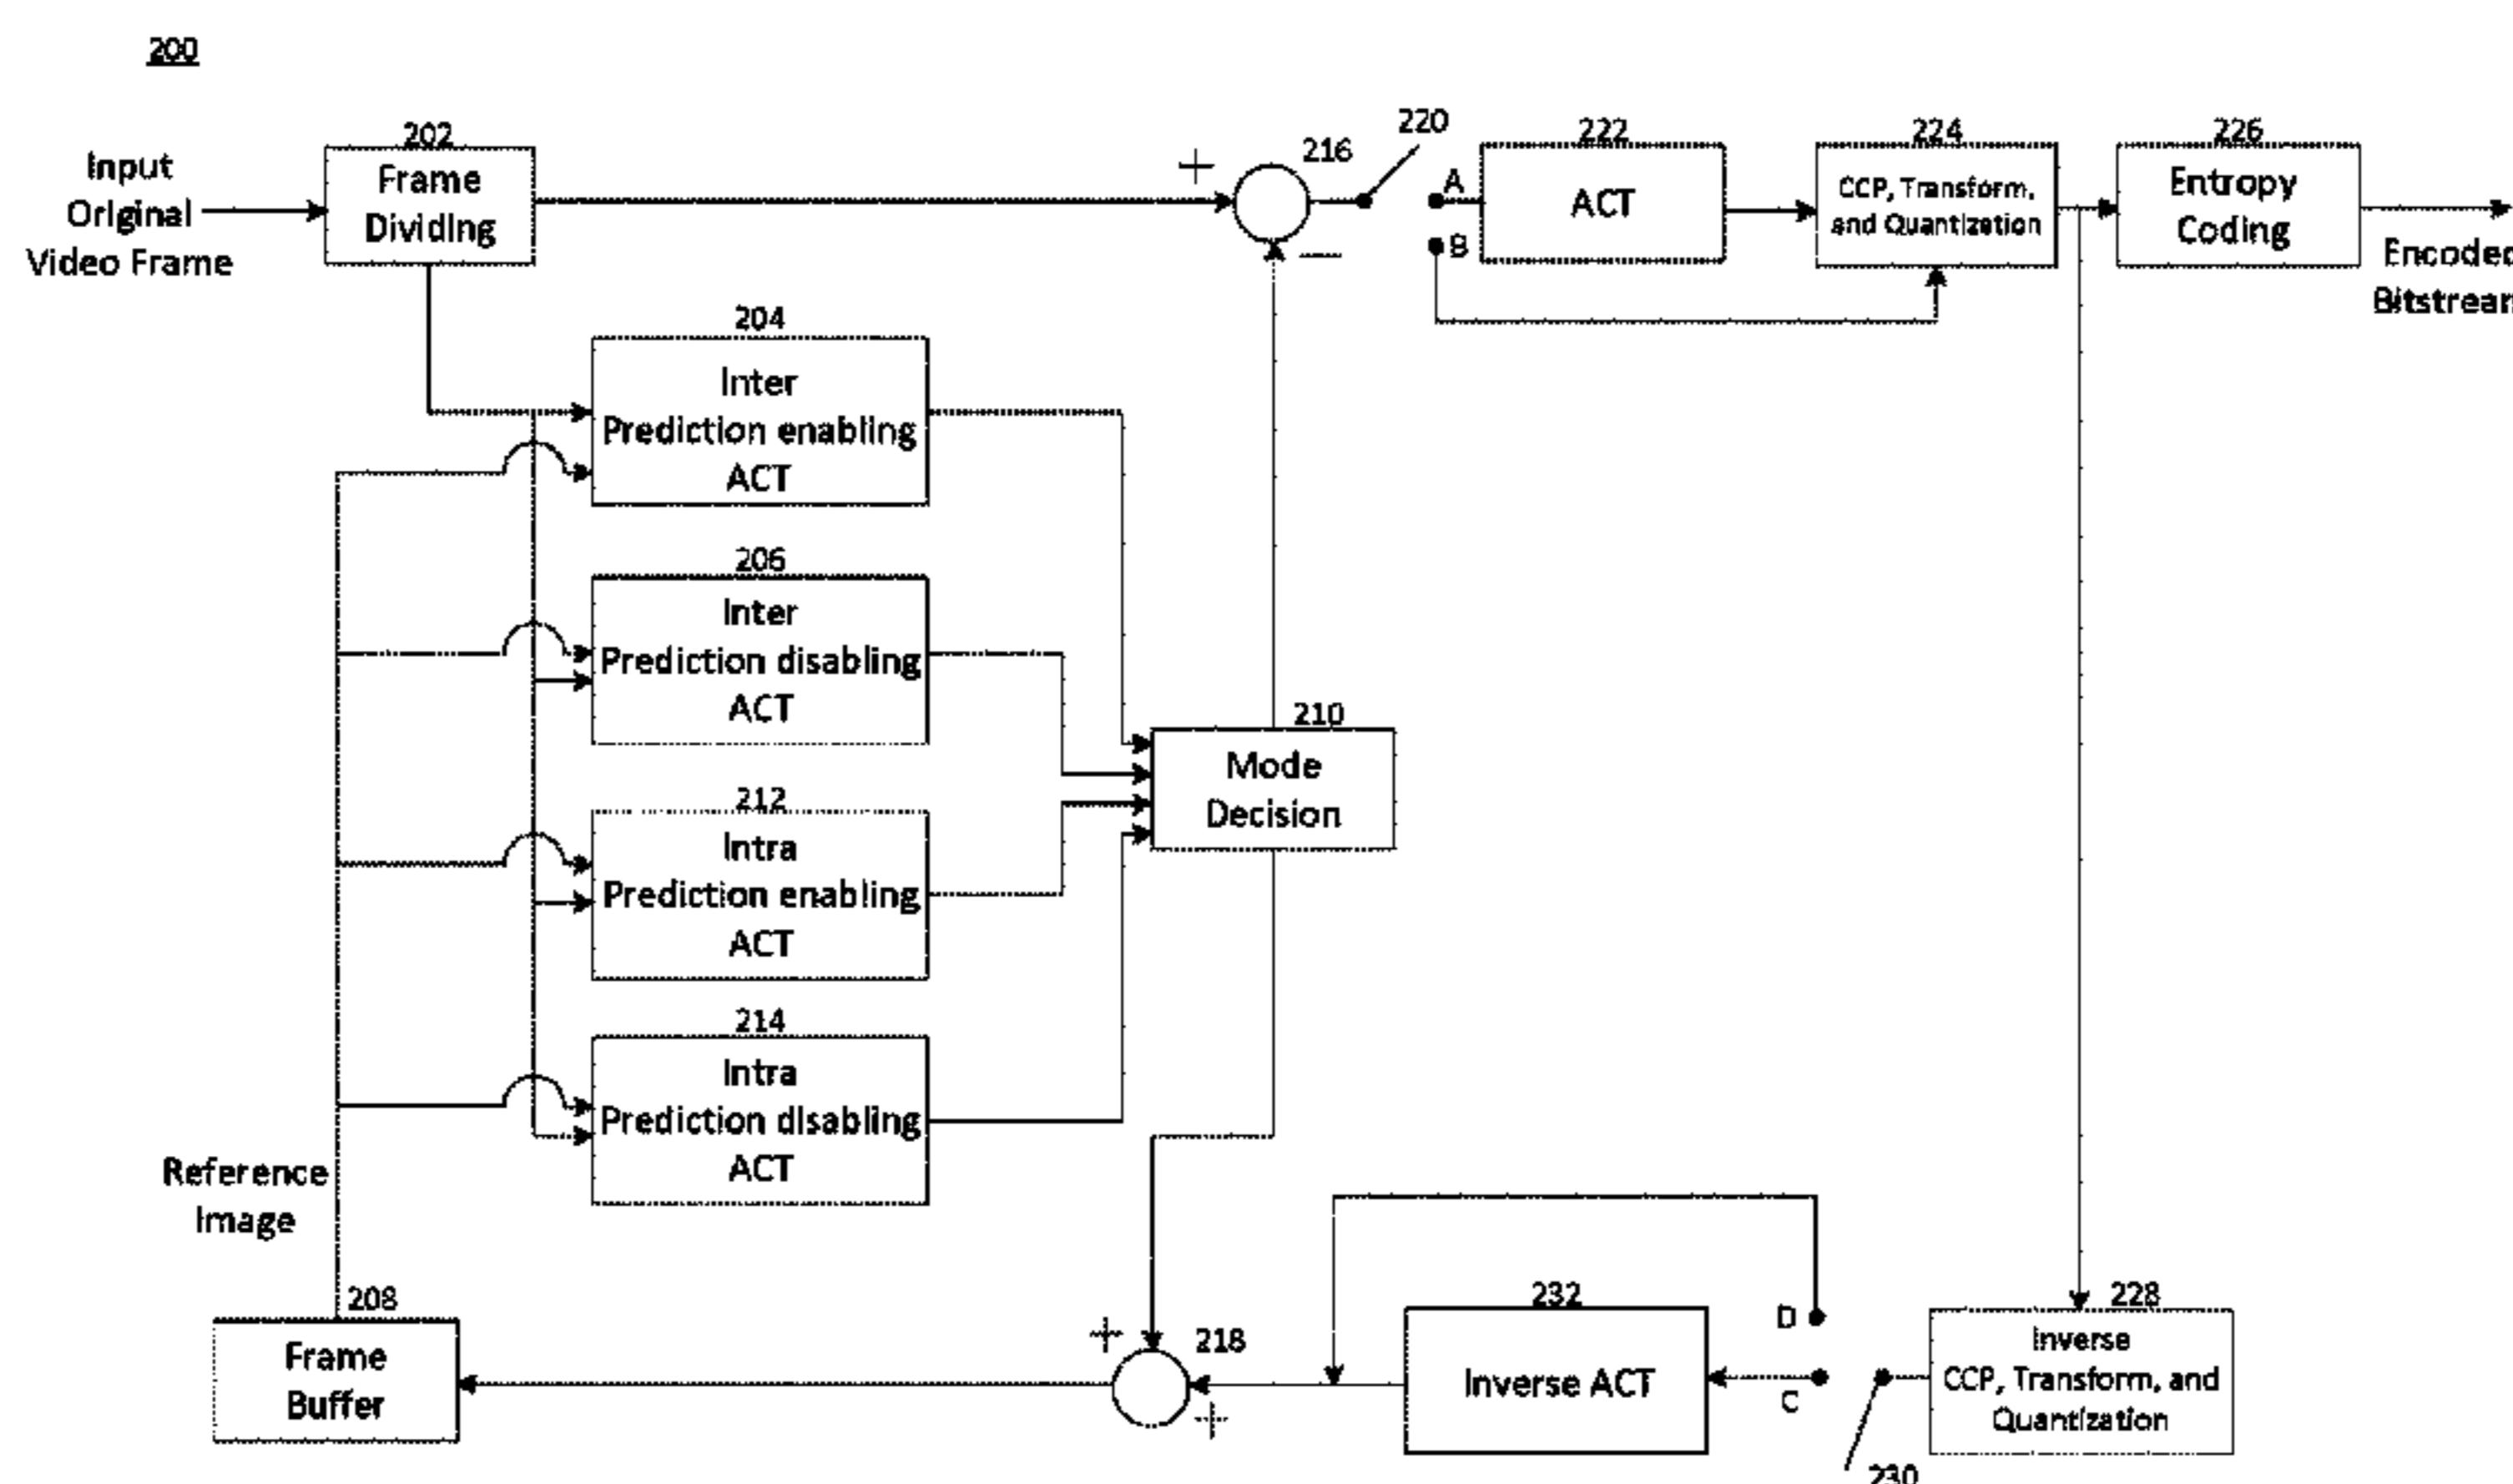 200
202
Input
Original
Video Frame
Frame
Dividing
+
216
220
A
B
222
ACT
224
CCP, Transform,
and Quantization
226
Entropy
Coding
Encoded
Bitstream
204
Inter
Prediction enabling
ACT
206
Inter
Prediction disabling
ACT
210
Mode
Decision
212
Intra
Prediction enabling
ACT
214
Intra
Prediction disabling
ACT
Reference
Image
208
Frame
Buffer
+
218
+
232
Inverse ACT
D
C
228
Inverse
CCP, Transform, and
Quantization
230